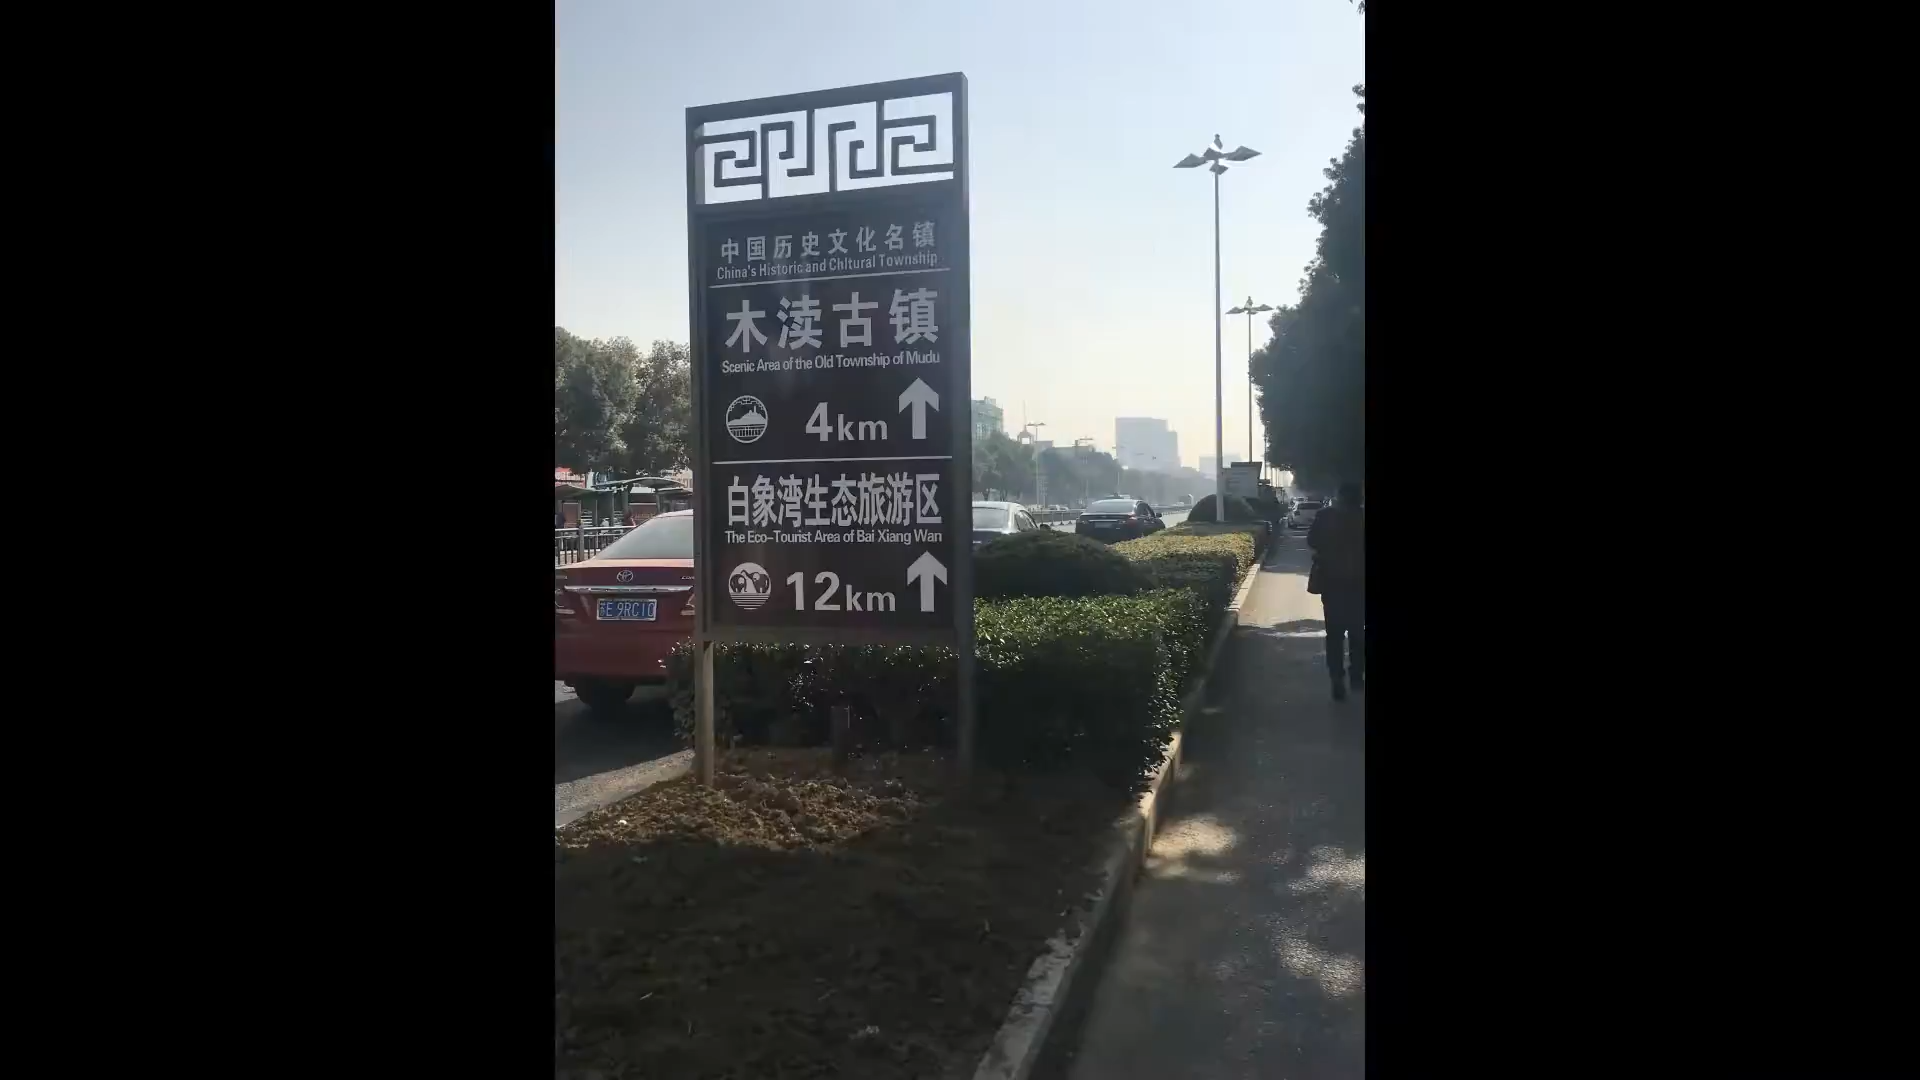 中国历史文化名镇
China's Historic and Chltural Township
木渎古镇
Scenic Area of the Old Township of Mudu
4km
白象湾生态旅游区
The Eco-Tourist Area of Bai Xiang Wan
12km
苏E 9RC10